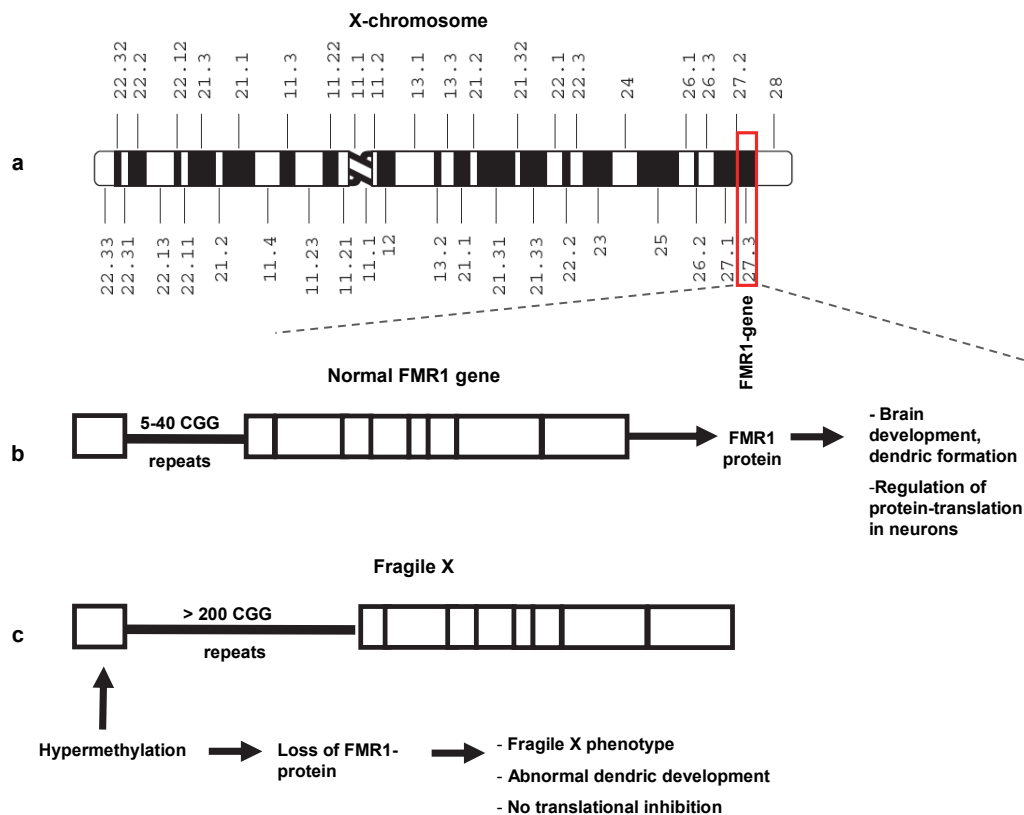 X-chromosome
22.32
22.2
22.12
21.3
21.1
11.3
11.22
11.1
11.2
13.1
13.3
21.2
21.32
22.1
22.3
24
26.1
26.3
27.2
28
a
22.33
22.31
22.13
22.11
21.2
11.4
11.23
11.21
11.1
12
13.2
21.1
21.31
21.33
22.2
23
25
26.2
27.1
27.3
FMR1-gene
Normal FMR1 gene
b
5-40 CGG
repeats
FMR1
protein
- Brain
development,
dendric formation
-Regulation of
protein-translation
in neurons
Fragile X
c
> 200 CGG
repeats
Hypermethylation
Loss of FMR1-
protein
- Fragile X phenotype
- Abnormal dendric development
- No translational inhibition